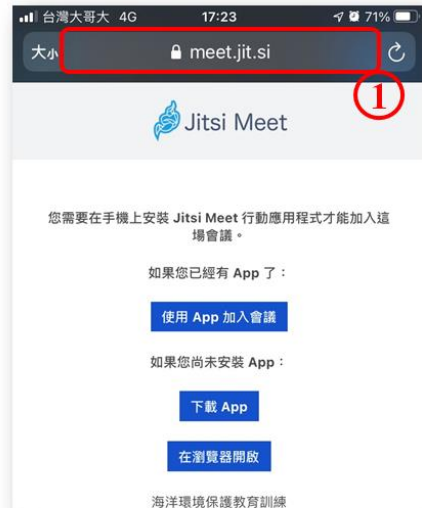 台灣大哥大 4G 17:23 71%
大小 meet.jit.si
1
Jitsi Meet
您需要在手機上安裝 Jitsi Meet 行動應用程式才能加入這
場會議。
如果您已經有 App 了：
使用 App 加入會議
如果您尚未安裝 App：
下載 App
在瀏覽器開啟
海洋環境保護教育訓練